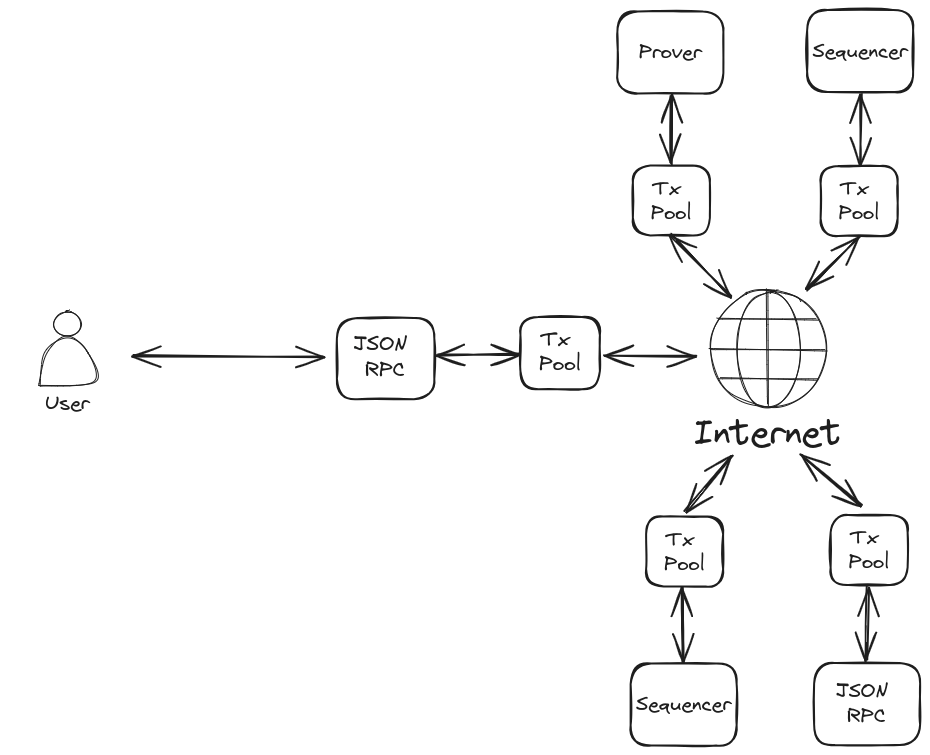 Prover
Sequencer
Tx
Pool
Tx
Pool
User
JSON
RPC
Tx
Pool
Internet
Tx
Pool
Tx
Pool
Sequencer
JSON
RPC